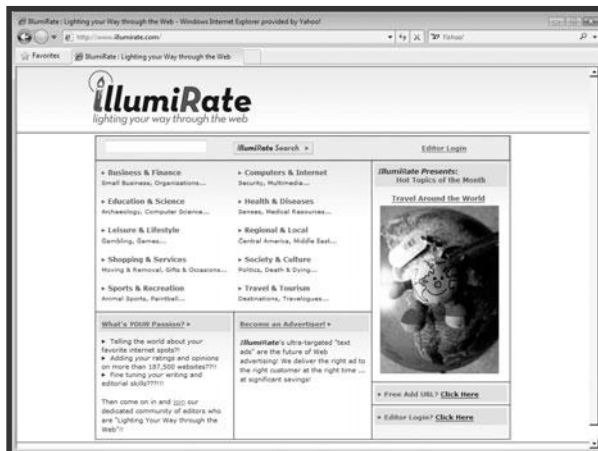 IllumiRate : Lighting your Way through the Web - Windows Internet Explorer provided by Yahoo!
http://www.illumirate.com/
Yahoo!
Favorites
IllumiRate : Lighting your Way through the Web
illumiRate
lighting your way through the web
IllumiRate Search
Editor Login
Business & Finance
Small Business, Organizations...
Computers & Internet
Security, Multimedia...
Education & Science
Archaeology, Computer Science...
Health & Diseases
Senses, Medical Resources...
Leisure & Lifestyle
Gambling, Games...
Regional & Local
Central America, Middle East...
Shopping & Services
Moving & Removal, Gifts & Occasions...
Society & Culture
Politics, Death & Dying...
Sports & Recreation
Animal Sports, Paintball...
Travel & Tourism
Destinations, Travelogues...
IllumiRate Presents:
Hot Topics of the Month
Travel Around the World
What's YOUR Passion?
Telling the world about your
favorite internet spots?!
Adding your ratings and opinions
on more than 187,500 websites??!!
Fine tuning your writing and
editorial skills???!!!
Then come on in and join our
dedicated community of editors who
are "Lighting Your Way through the
Web"!!
Become an Advertiser!
IllumiRate's ultra-targeted "text
ads" are the future of Web
advertising! We deliver the right ad to
the right customer at the right time ...
at significant savings!
Free Add URL? Click Here
Editor Login? Click Here